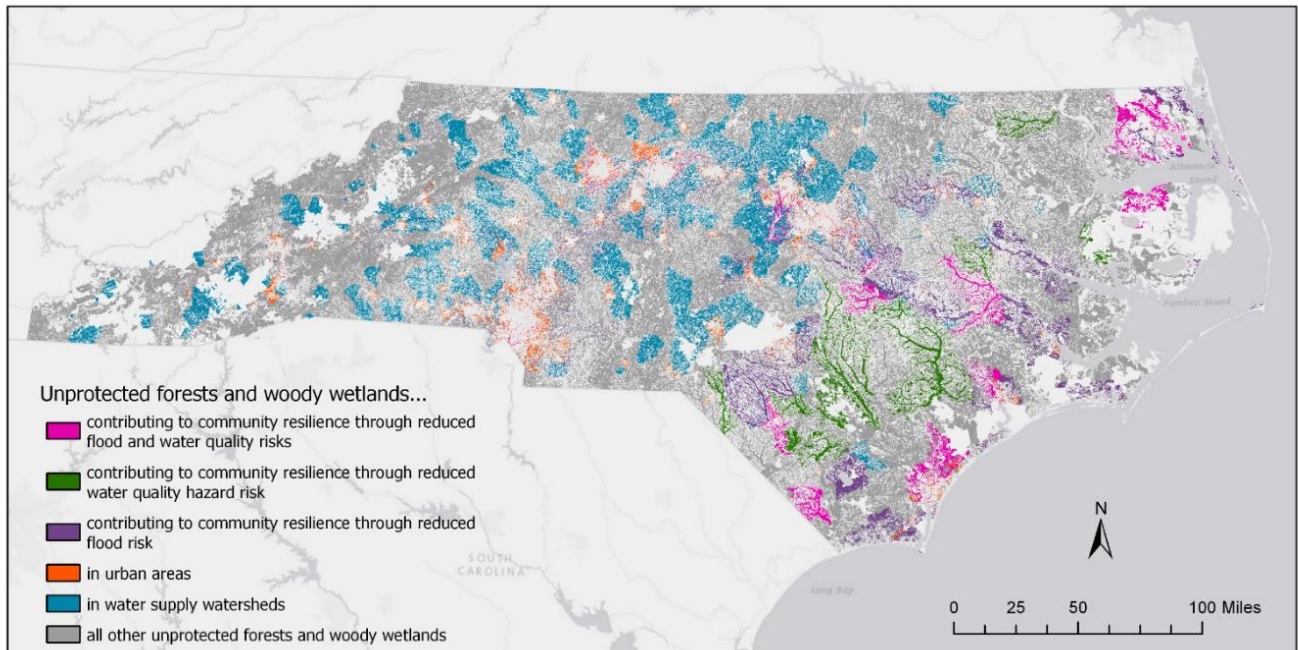 Albemarle
Sound
Pamlico Sound
Unprotected forests and woody wetlands...
contributing to community resilience through reduced
flood and water quality risks
contributing to community resilience through reduced
water quality hazard risk
contributing to community resilience through reduced
flood risk
in urban areas
in water supply watersheds
all other unprotected forests and woody wetlands
SOUTH
CAROLINA
Long Bay
N
0 25 50 100 Miles